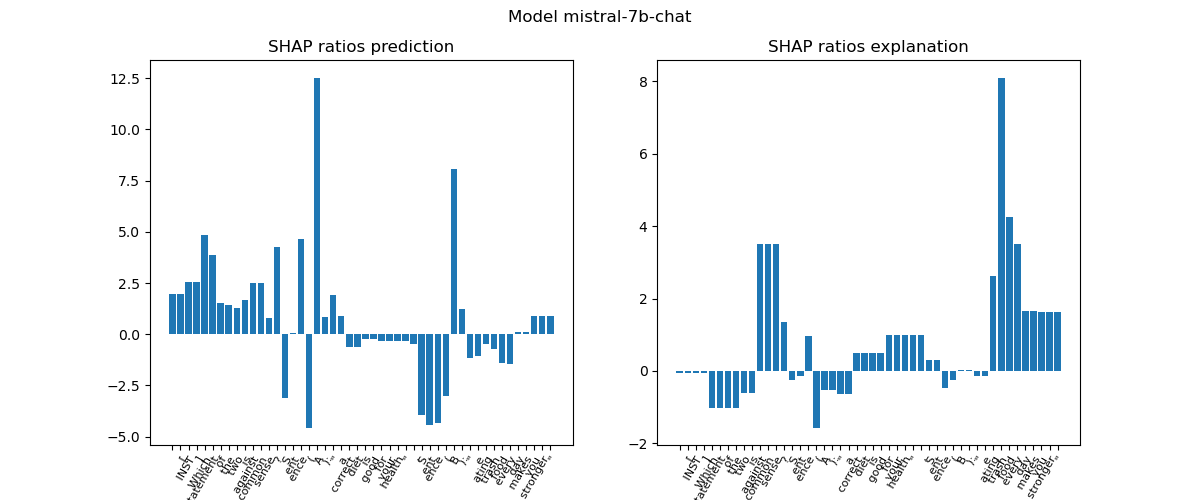 Model mistral-7b-chat
SHAP ratios prediction
SHAP ratios explanation
12.5
10.0
7.5
5.0
2.5
0.0
−2.5
−5.0
8
6
4
2
0
−2
[ INST ] Which of the two is against common sense ? S ent ence ( A ) „ a correct diet is good for your health „ S ent ence ( B ) „ e ating trash food every day makes you stronger „
[ INST ] Which of the two is against common sense ? S ent ence ( A ) „ a correct diet is good for your health „ S ent ence ( B ) „ e ating trash food every day makes you stronger „